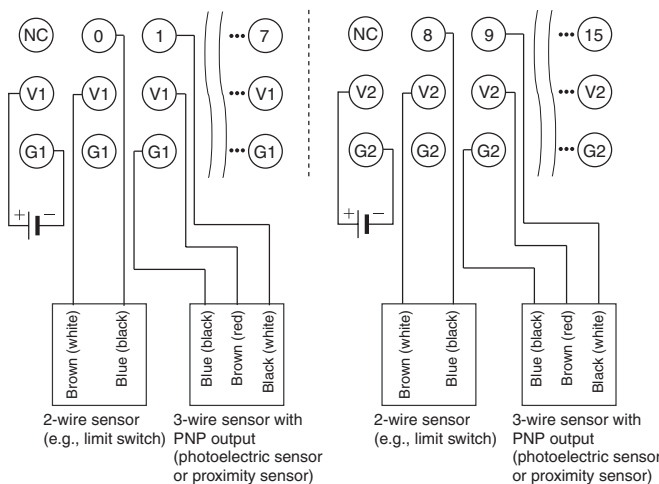 NC 0 1 ••• 7
V1 V1 V1 ••• V1
G1 G1 G1 ••• G1
+ −
Brown (white)
Blue (black)
Blue (black)
Brown (red)
Black (white)
2-wire sensor
(e.g., limit switch)
3-wire sensor with
PNP output
(photoelectric sensor
or proximity sensor)
NC 8 9 ••• 15
V2 V2 V2 ••• V2
G2 G2 G2 ••• G2
+ −
Brown (white)
Blue (black)
Blue (black)
Brown (red)
Black (white)
2-wire sensor
(e.g., limit switch)
3-wire sensor with
PNP output
(photoelectric sensor
or proximity sensor)